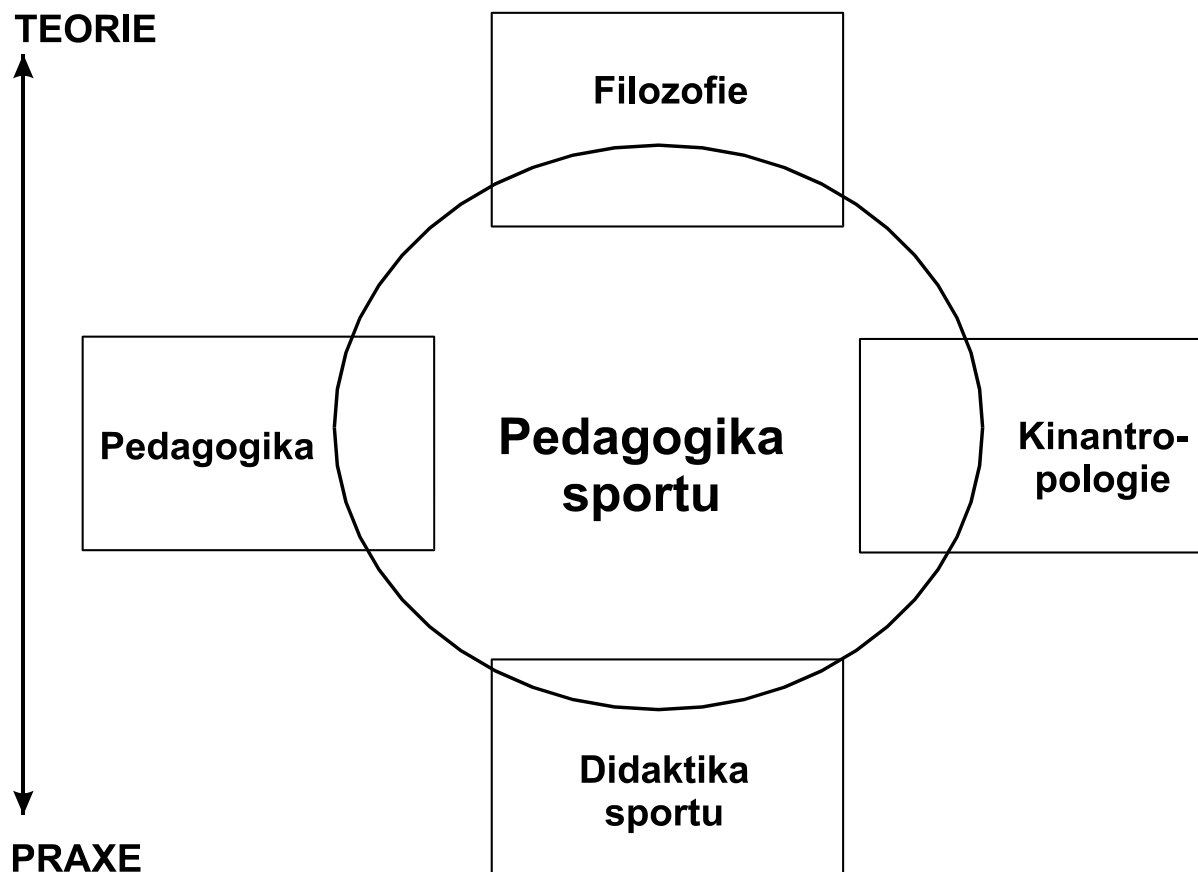 TEORIE
Filozofie
Pedagogika
Pedagogika
sportu
Kinantro-
pologie
Didaktika
sportu
PRAXE